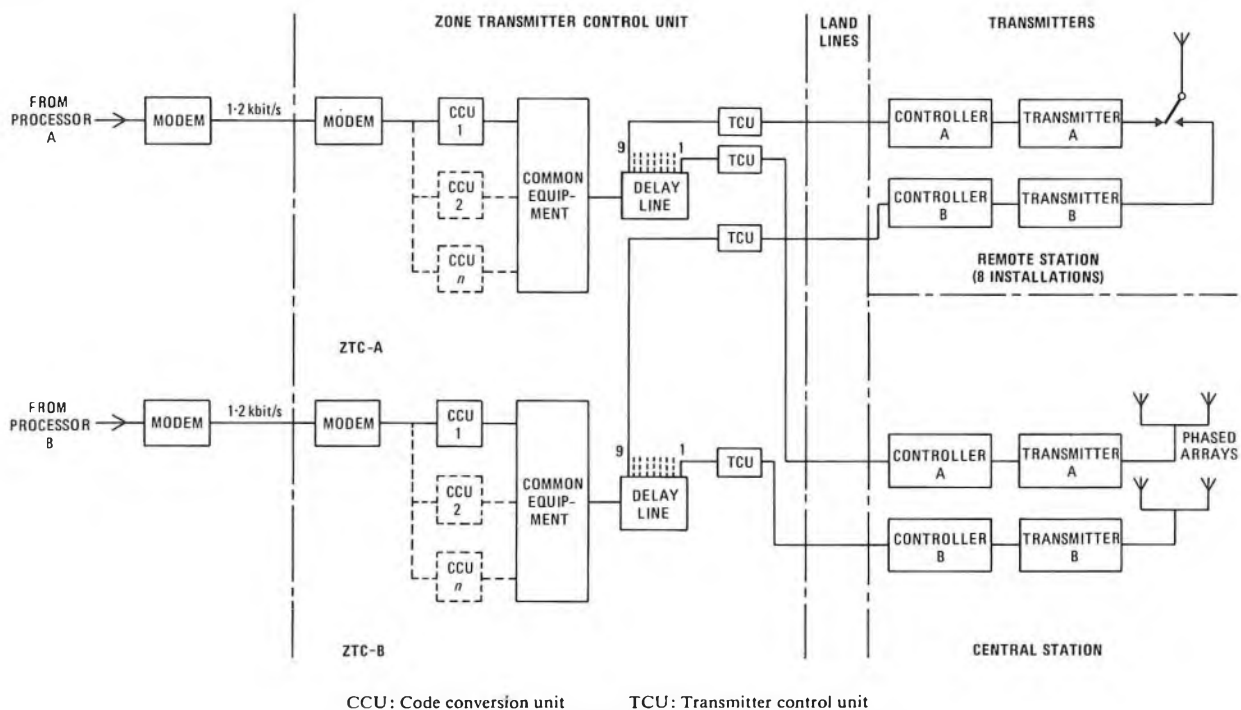 ZONE TRANSMITTER CONTROL UNIT
LAND
LINES
TRANSMITTERS
FROM
PROCESSOR
A
MODEM
1·2 kbit/s
MODEM
CCU
1
CCU
2
CCU
n
COMMON
EQUIP-
MENT
9
1
DELAY
LINE
TCU
TCU
TCU
CONTROLLER
A
TRANSMITTER
A
CONTROLLER
B
TRANSMITTER
B
REMOTE STATION
(8 INSTALLATIONS)
ZTC-A
FROM
PROCESSOR
B
MODEM
1·2 kbit/s
MODEM
CCU
1
CCU
2
CCU
n
COMMON
EQUIP-
MENT
9
1
DELAY
LINE
TCU
CONTROLLER
A
TRANSMITTER
A
PHASED
ARRAYS
CONTROLLER
B
TRANSMITTER
B
ZTC-B
CENTRAL STATION
CCU: Code conversion unit TCU: Transmitter control unit